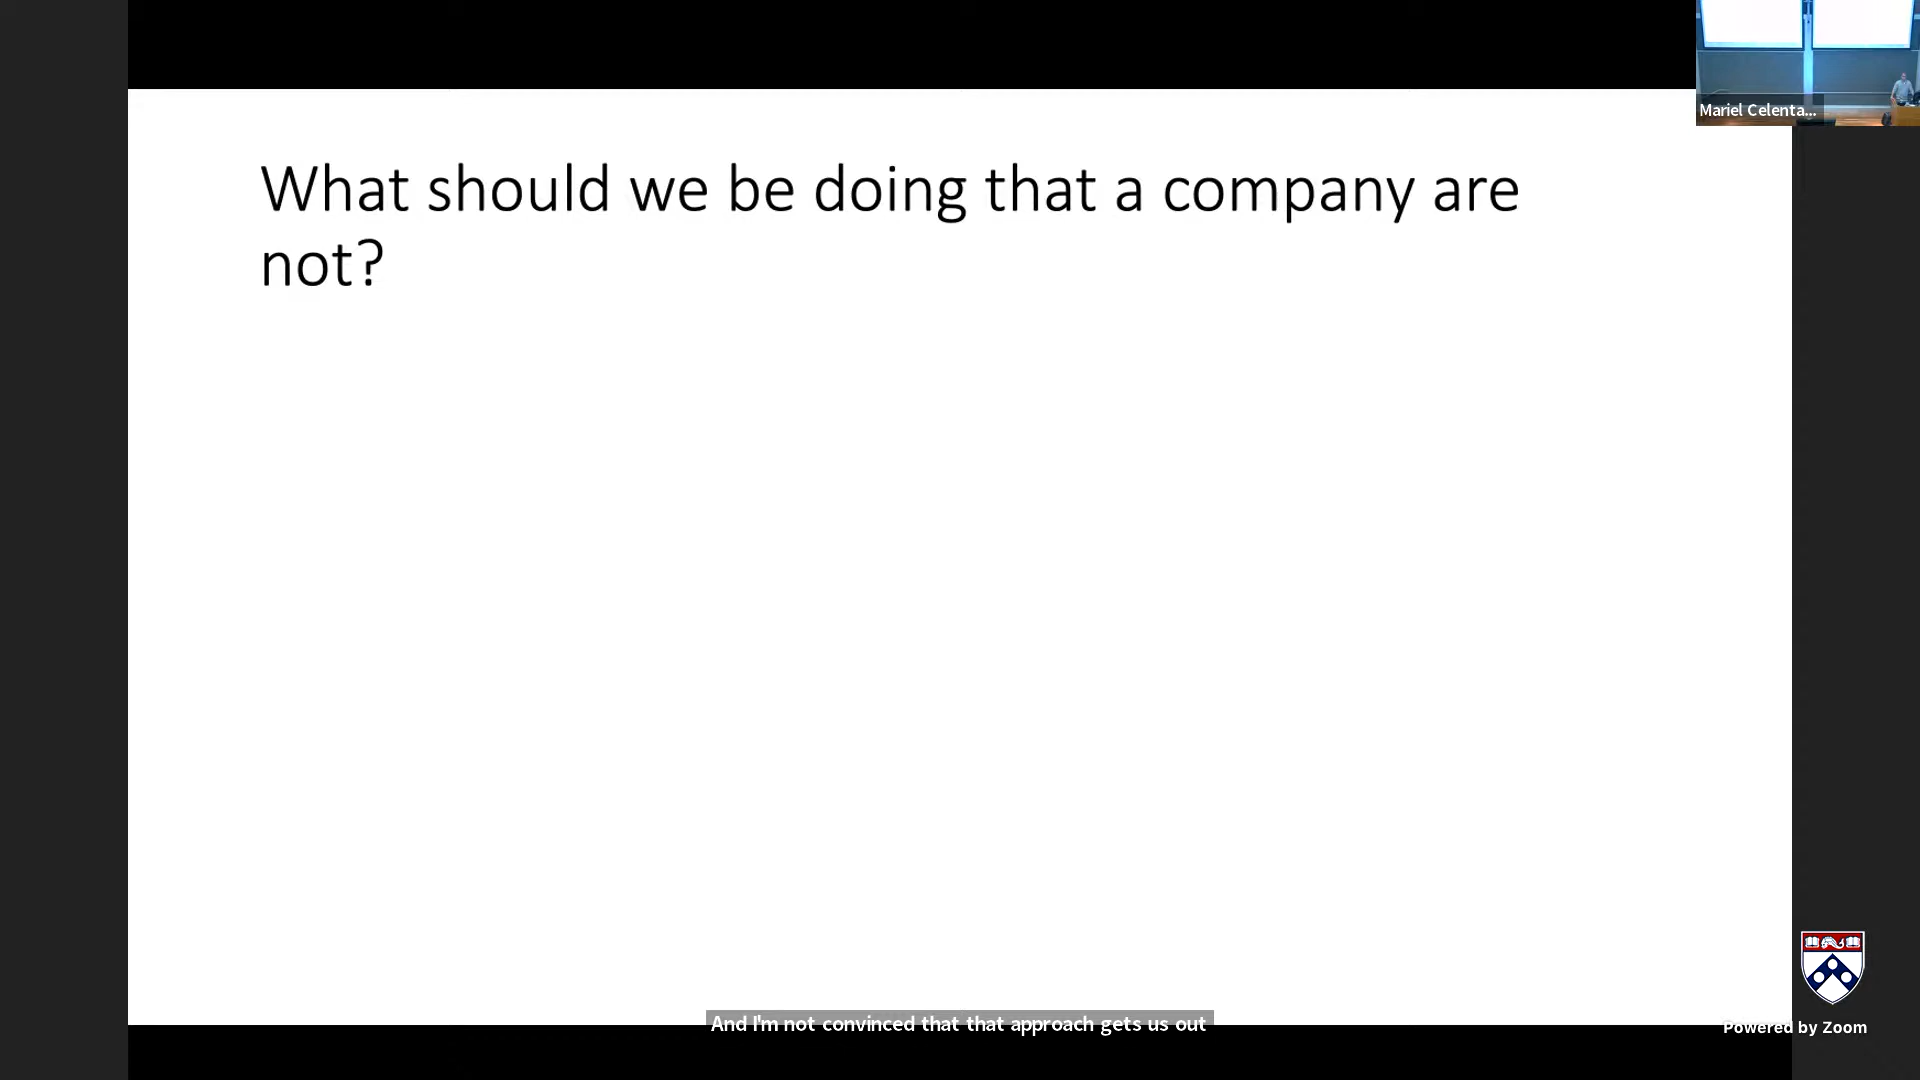 Mariel Celenta...
What should we be doing that a company are
not?
And I'm not convinced that that approach gets us out
Powered by Zoom